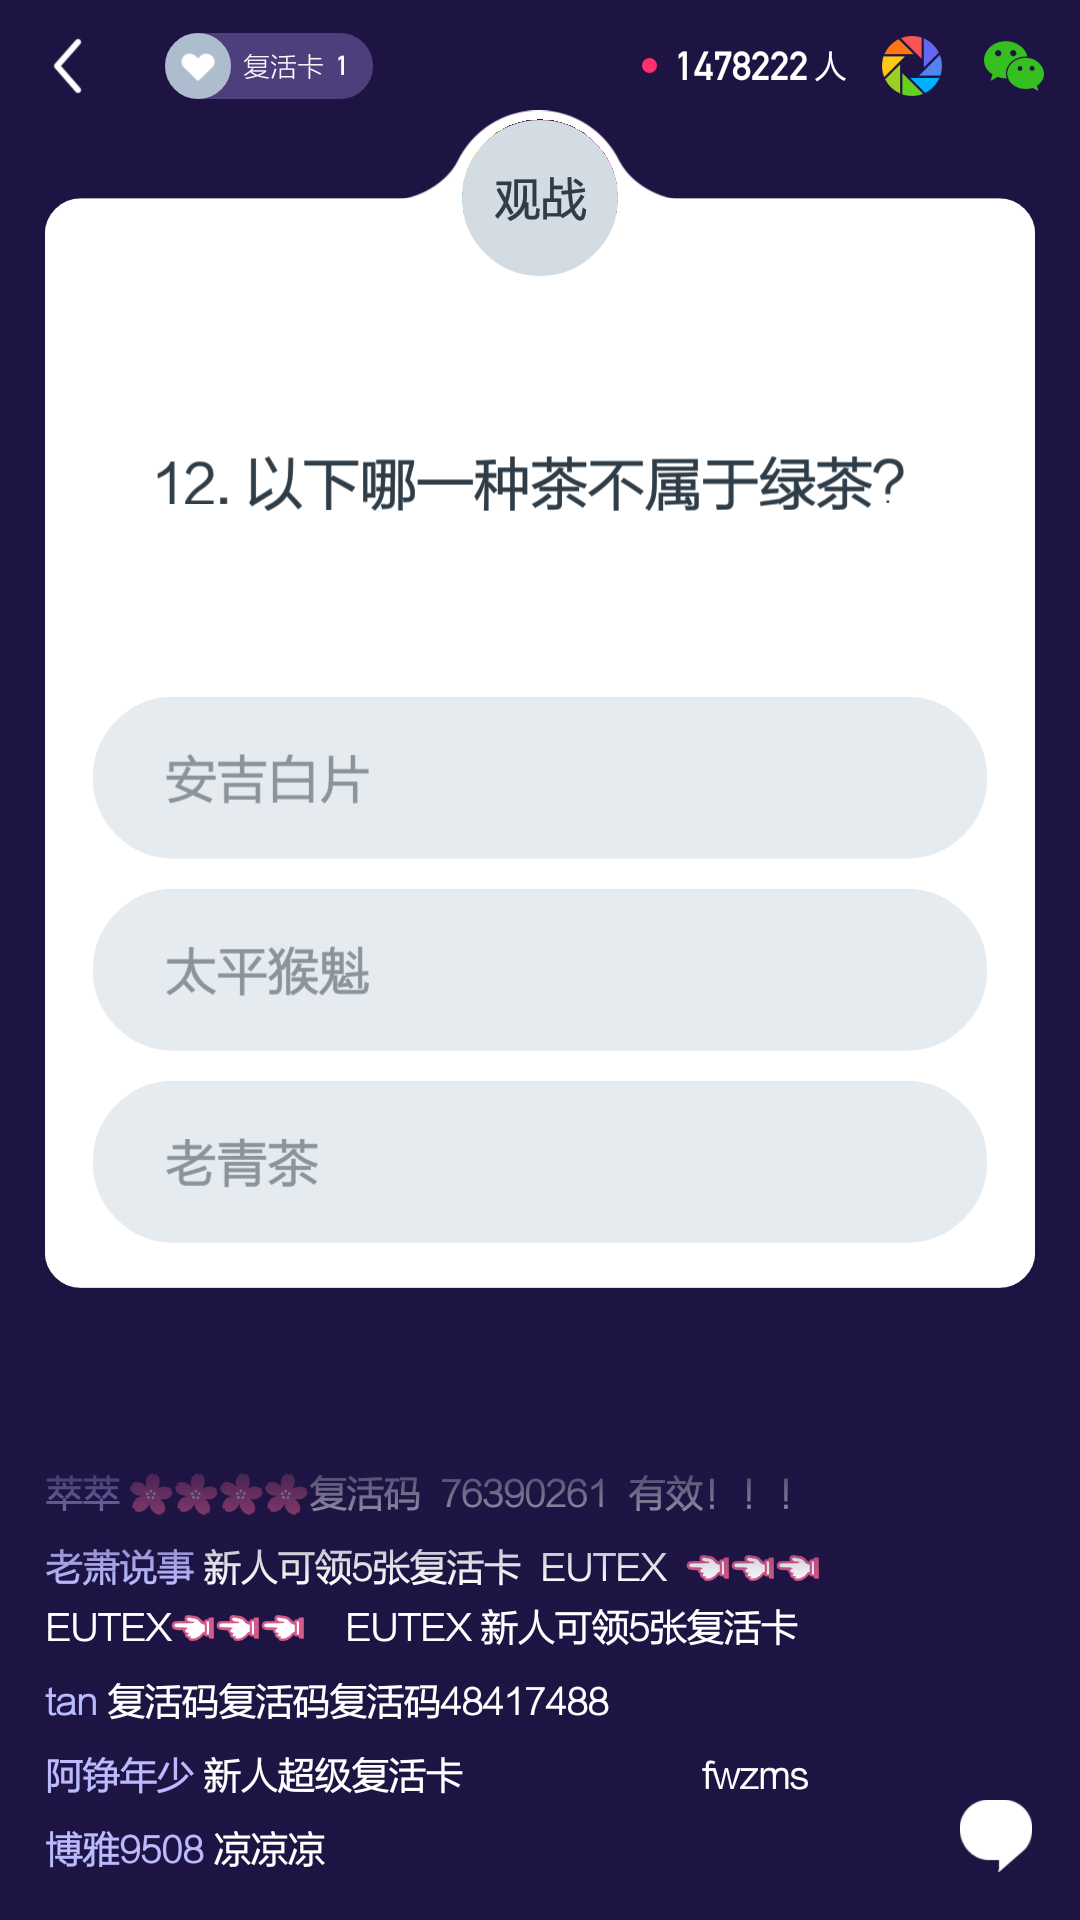 复活卡 1
1478222 人
观战
12. 以下哪一种茶不属于绿茶?
安吉白片
太平猴魁
老青茶
萃萃 🌸🌸🌸🌸复活码 76390261 有效！！！
老萧说事 新人可领5张复活卡 EUTEX 👈👈👈
EUTEX👈👈👈 EUTEX 新人可领5张复活卡
tan 复活码复活码复活码48417488
阿铮年少 新人超级复活卡 fwzms
博雅9508 凉凉凉